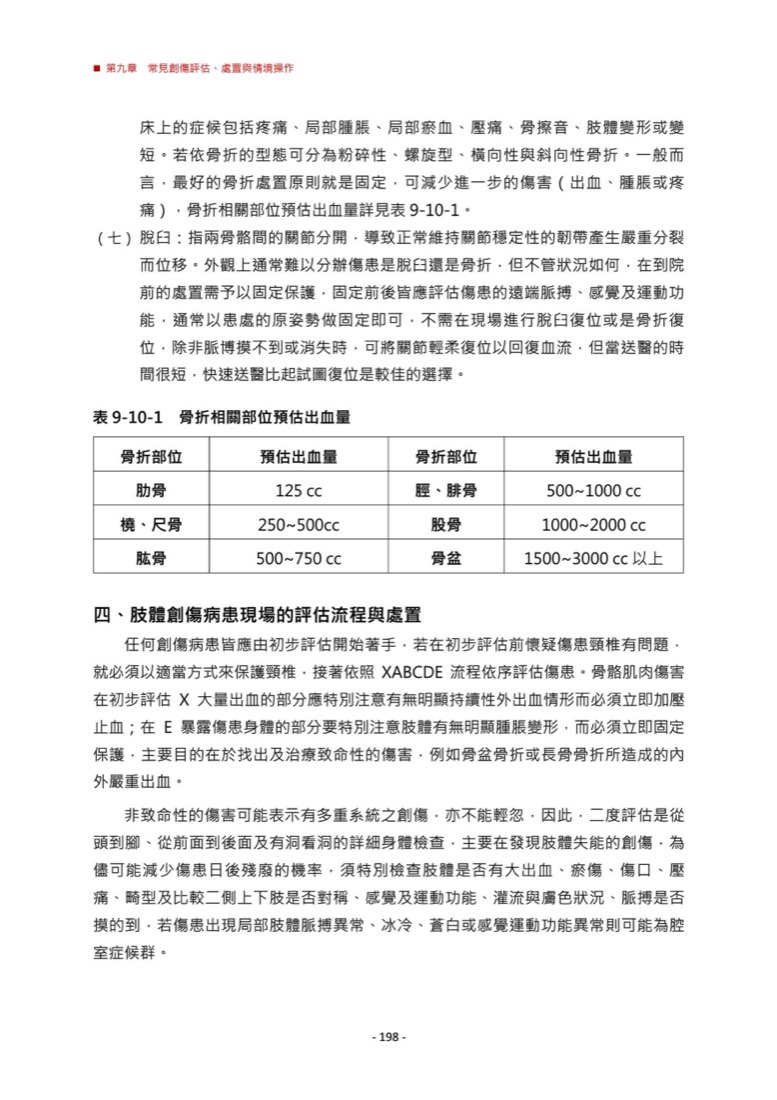 ■ 第九章　常見創傷評估、處置與情境操作
床上的症候包括疼痛、局部腫脹、局部瘀血、壓痛、骨擦音、肢體變形或變
短。若依骨折的型態可分為粉碎性、螺旋型、橫向性與斜向性骨折。一般而
言，最好的骨折處置原則就是固定，可減少進一步的傷害（出血、腫脹或疼
痛），骨折相關部位預估出血量詳見表 9-10-1。
（七）脫臼：指兩骨骼間的關節分開，導致正常維持關節穩定性的韌帶產生嚴重分裂
而位移。外觀上通常難以分辦傷患是脫臼還是骨折，但不管狀況如何，在到院
前的處置需予以固定保護，固定前後皆應評估傷患的遠端脈搏、感覺及運動功
能，通常以患處的原姿勢做固定即可，不需在現場進行脫臼復位或是骨折復
位，除非脈博摸不到或消失時，可將關節輕柔復位以回復血流，但當送醫的時
間很短，快速送醫比起試圖復位是較佳的選擇。
表 9-10-1　骨折相關部位預估出血量
骨折部位　預估出血量　骨折部位　預估出血量
肋骨　125 cc　脛、腓骨　500~1000 cc
橈、尺骨　250~500cc　股骨　1000~2000 cc
肱骨　500~750 cc　骨盆　1500~3000 cc 以上
四、肢體創傷病患現場的評估流程與處置
任何創傷病患皆應由初步評估開始著手，若在初步評估前懷疑傷患頸椎有問題，
就必須以適當方式來保護頸椎，接著依照 XABCDE 流程依序評估傷患。骨骼肌肉傷害
在初步評估 X 大量出血的部分應特別注意有無明顯持續性外出血情形而必須立即加壓
止血；在 E 暴露傷患身體的部分要特別注意肢體有無明顯腫脹變形，而必須立即固定
保護，主要目的在於找出及治療致命性的傷害，例如骨盆骨折或長骨骨折所造成的內
外嚴重出血。
非致命性的傷害可能表示有多重系統之創傷，亦不能輕忽，因此，二度評估是從
頭到腳、從前面到後面及有洞看洞的詳細身體檢查，主要在發現肢體失能的創傷，為
儘可能減少傷患日後殘廢的機率，須特別檢查肢體是否有大出血、瘀傷、傷口、壓
痛、畸型及比較二側上下肢是否對稱、感覺及運動功能、灌流與膚色狀況、脈搏是否
摸的到，若傷患出現局部肢體脈搏異常、冰冷、蒼白或感覺運動功能異常則可能為腔
室症候群。
- 198 -